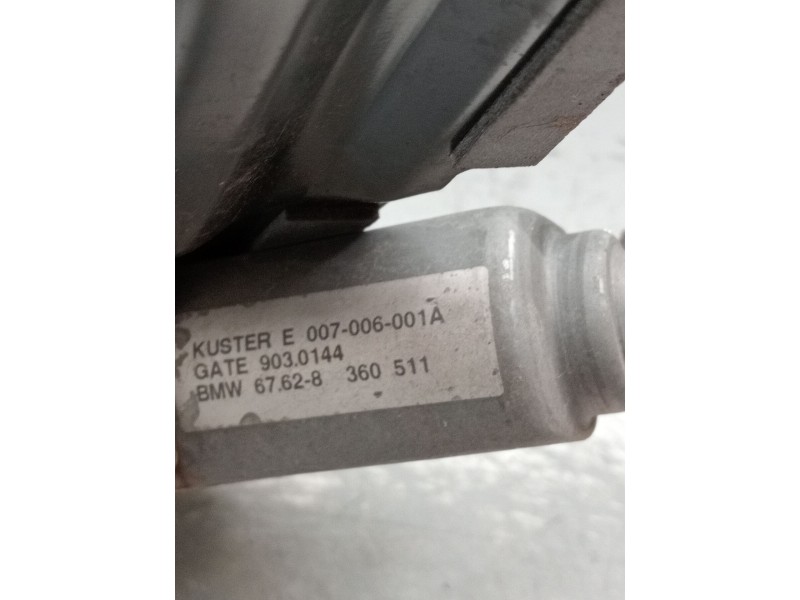 KUSTER E 007-006-001A
GATE 903.0144
BMW 67.62-8 360 511